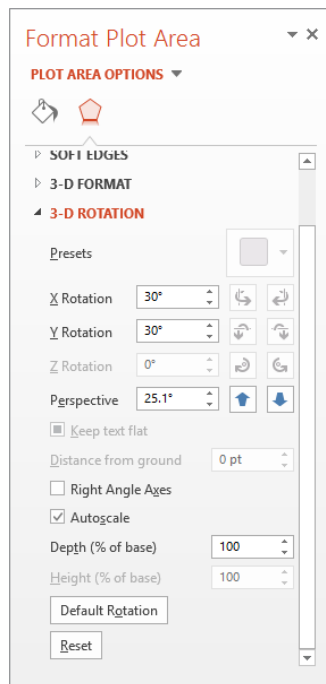 Format Plot Area
PLOT AREA OPTIONS
SOFT EDGES
3-D FORMAT
3-D ROTATION
Presets
X Rotation 30°
Y Rotation 30°
Z Rotation 0°
Perspective 25.1°
Keep text flat
Distance from ground 0 pt
Right Angle Axes
Autoscale
Depth (% of base) 100
Height (% of base) 100
Default Rotation
Reset